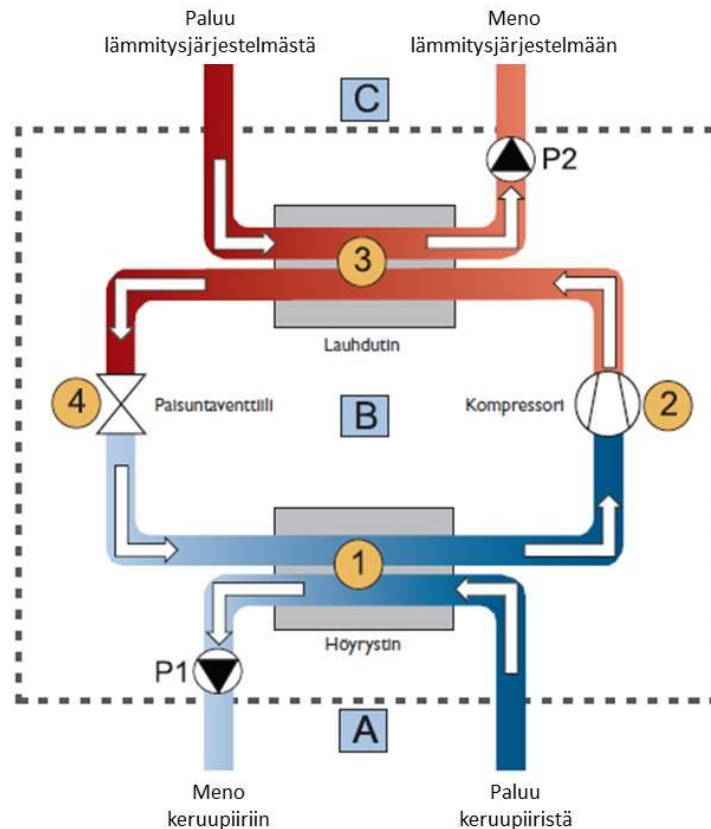 Paluu
lämmitysjärjestelmästä
Meno
lämmitysjärjestelmään
C
P2
3
Lauhdutin
4
Paisuntaventtiili
B
Kompressori
2
1
Höyrystin
P1
A
Meno
keruupiiriin
Paluu
keruupiiristä